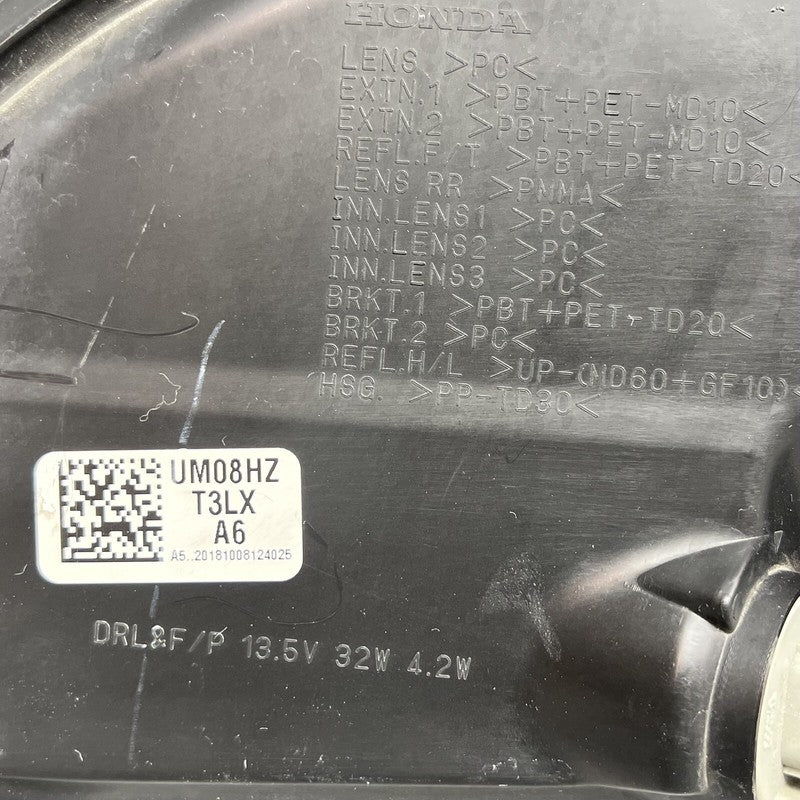 HONDA
LENS >PC<
EXTN.1 >PBT+PET-MD10<
EXTN.2 >PBT+PET-MD10<
REFL.F/T >PBT+PET-TD20<
LENS RR >PMMA<
INN.LENS1 >PC<
INN.LENS2 >PC<
INN.LENS3 >PC<
BRKT.1 >PBT+PET-TD20<
BRKT.2 >PC<
REFL.H/L >UP-(MD60+GF10)<
HSG. >PP-TD30<
UM08HZ
T3LX
A6
A5..20181008124025
DRL&F/P 13.5V 32W 4.2W